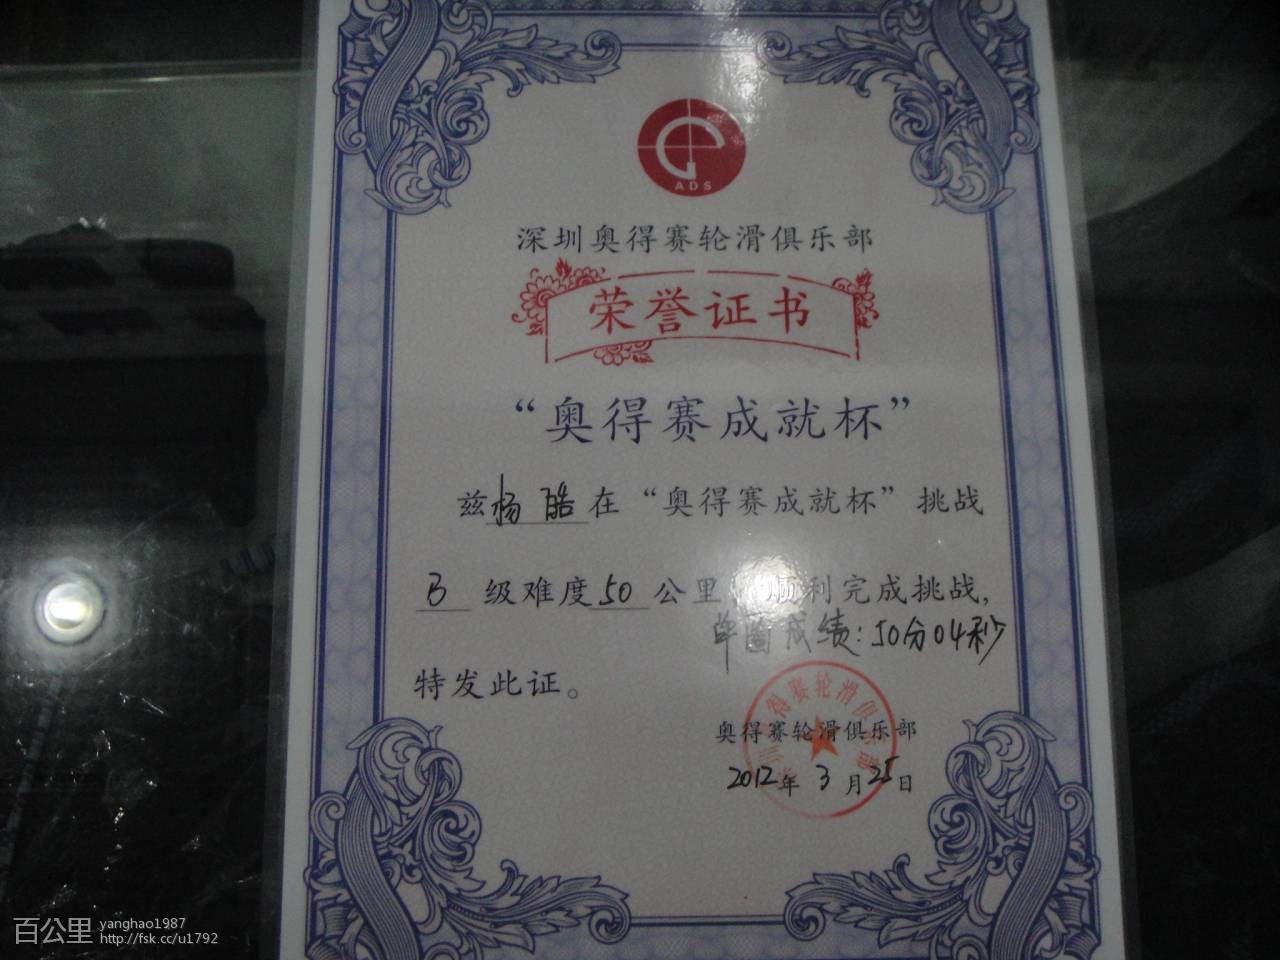 ADS
深圳奥得赛轮滑俱乐部
荣誉证书
“奥得赛成就杯”
兹杨皓在“奥得赛成就杯”挑战
B级难度50公里 顺利完成挑战,
单圈成绩:50分04秒
特发此证。
奥得赛轮滑俱乐部
2012年3月25日
百公里 yanghao1987
http://fsk.cc/u1792